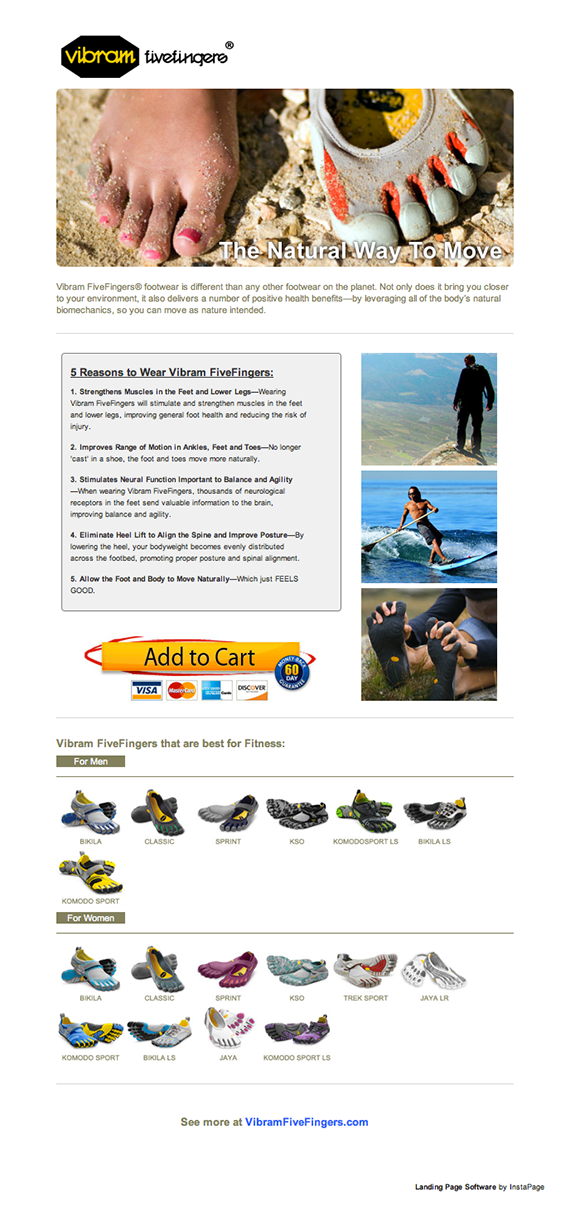 vibram fivefingers®
The Natural Way To Move
Vibram FiveFingers® footwear is different than any other footwear on the planet. Not only does it bring you closer
to your environment, it also delivers a number of positive health benefits—by leveraging all of the body's natural
biomechanics, so you can move as nature intended.
5 Reasons to Wear Vibram FiveFingers:
1. Strengthens Muscles in the Feet and Lower Legs—Wearing
Vibram FiveFingers will stimulate and strengthen muscles in the feet
and lower legs, improving general foot health and reducing the risk of
injury.
2. Improves Range of Motion in Ankles, Feet and Toes—No longer
'cast' in a shoe, the foot and toes move more naturally.
3. Stimulates Neural Function Important to Balance and Agility
—When wearing Vibram FiveFingers, thousands of neurological
receptors in the feet send valuable information to the brain,
improving balance and agility.
4. Eliminate Heel Lift to Align the Spine and Improve Posture—By
lowering the heel, your bodyweight becomes evenly distributed
across the footbed, promoting proper posture and spinal alignment.
5. Allow the Foot and Body to Move Naturally—Which just FEELS
GOOD.
Add to Cart
MONEY BACK
60
DAY
GUARANTEE
VISA MasterCard DISCOVER
Vibram FiveFingers that are best for Fitness:
For Men
BIKILA CLASSIC SPRINT KSO KOMODOSPORT LS BIKILA LS
KOMODO SPORT
For Women
BIKILA CLASSIC SPRINT KSO TREK SPORT JAYA LR
KOMODO SPORT BIKILA LS JAYA KOMODO SPORT LS
See more at VibramFiveFingers.com
Landing Page Software by InstaPage